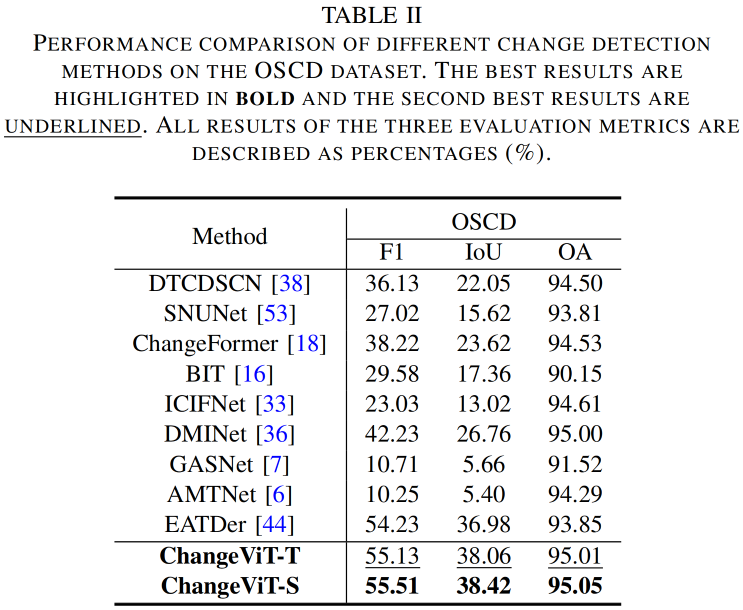 TABLE II
PERFORMANCE COMPARISON OF DIFFERENT CHANGE DETECTION
METHODS ON THE OSCD DATASET. THE BEST RESULTS ARE
HIGHLIGHTED IN BOLD AND THE SECOND BEST RESULTS ARE
UNDERLINED. ALL RESULTS OF THE THREE EVALUATION METRICS ARE
DESCRIBED AS PERCENTAGES (%).
Method OSCD
F1 IoU OA
DTCDSCN [38] 36.13 22.05 94.50
SNUNet [53] 27.02 15.62 93.81
ChangeFormer [18] 38.22 23.62 94.53
BIT [16] 29.58 17.36 90.15
ICIFNet [33] 23.03 13.02 94.61
DMINet [36] 42.23 26.76 95.00
GASNet [7] 10.71 5.66 91.52
AMTNet [6] 10.25 5.40 94.29
EATDer [44] 54.23 36.98 93.85
ChangeViT-T 55.13 38.06 95.01
ChangeViT-S 55.51 38.42 95.05